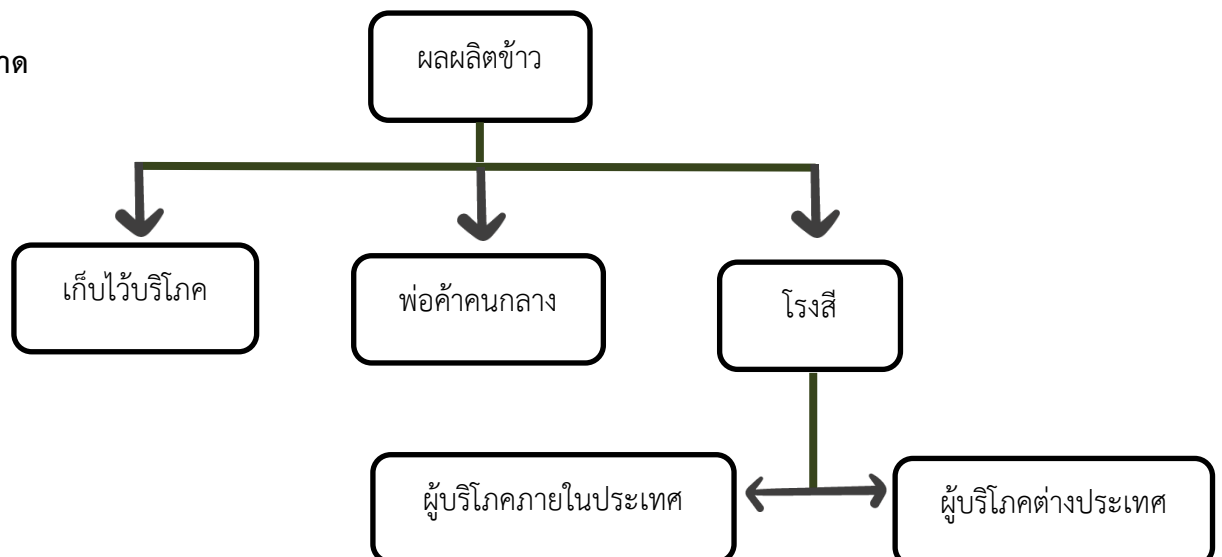 ผลผลิตข้าว
เก็บไว้บริโภค
พ่อค้าคนกลาง
โรงสี
ผู้บริโภคภายในประเทศ
ผู้บริโภคต่างประเทศ